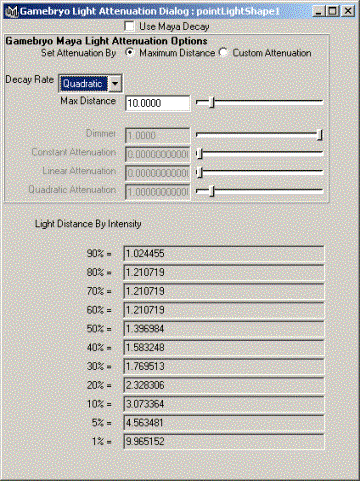 Gamebryo Light Attenuation Dialog : pointLightShape1
Use Maya Decay
Gamebryo Maya Light Attenuation Options
Set Attenuation By Maximum Distance Custom Attenuation
Decay Rate Quadratic
Max Distance 10.0000
Dimmer 1.0000
Constant Attenuation 0.0000000000
Linear Attenuation 0.0000000000
Quadratic Attenuation 1.0000000000
Light Distance By Intensity
90% = 1.024455
80% = 1.210719
70% = 1.210719
60% = 1.210719
50% = 1.396984
40% = 1.583248
30% = 1.769513
20% = 2.328306
10% = 3.073364
5% = 4.563481
1% = 9.965152